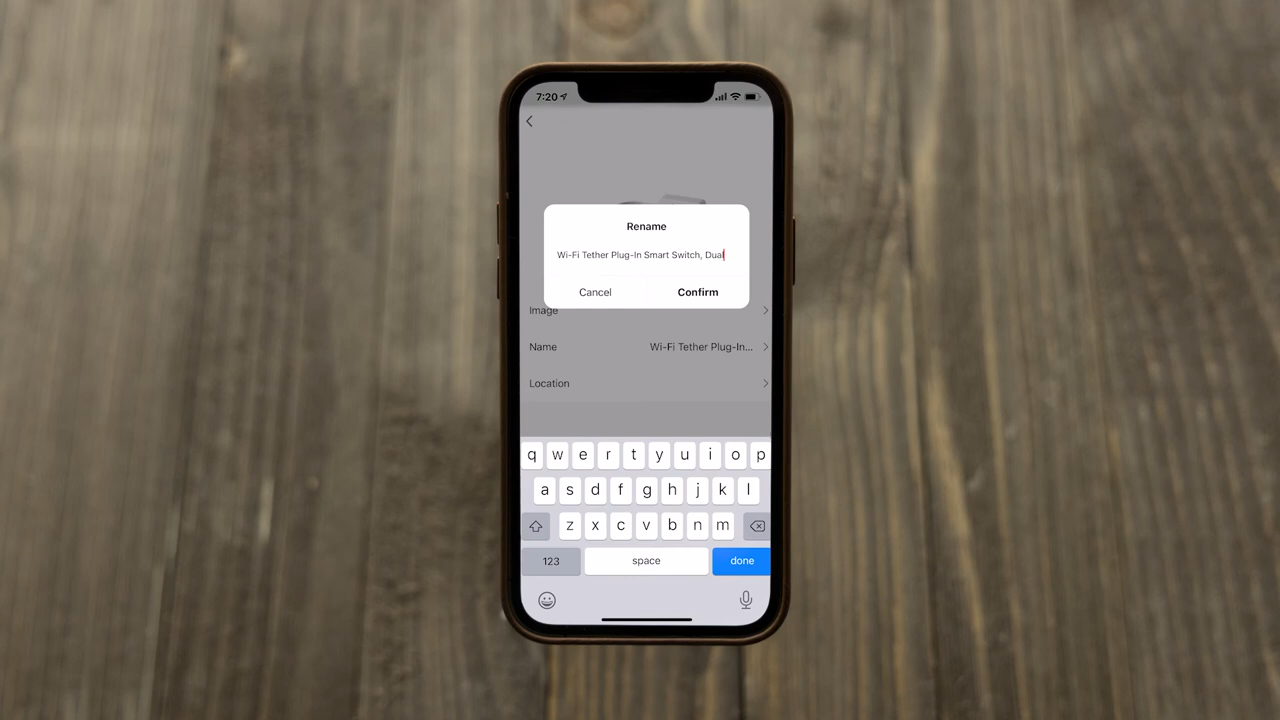 7:20
Rename
Wi-Fi Tether Plug-In Smart Switch, Dual
Cancel
Confirm
Image
Name
Wi-Fi Tether Plug-In...
Location
q w e r t y u i o p
a s d f g h j k l
z x c v b n m
123
space
done